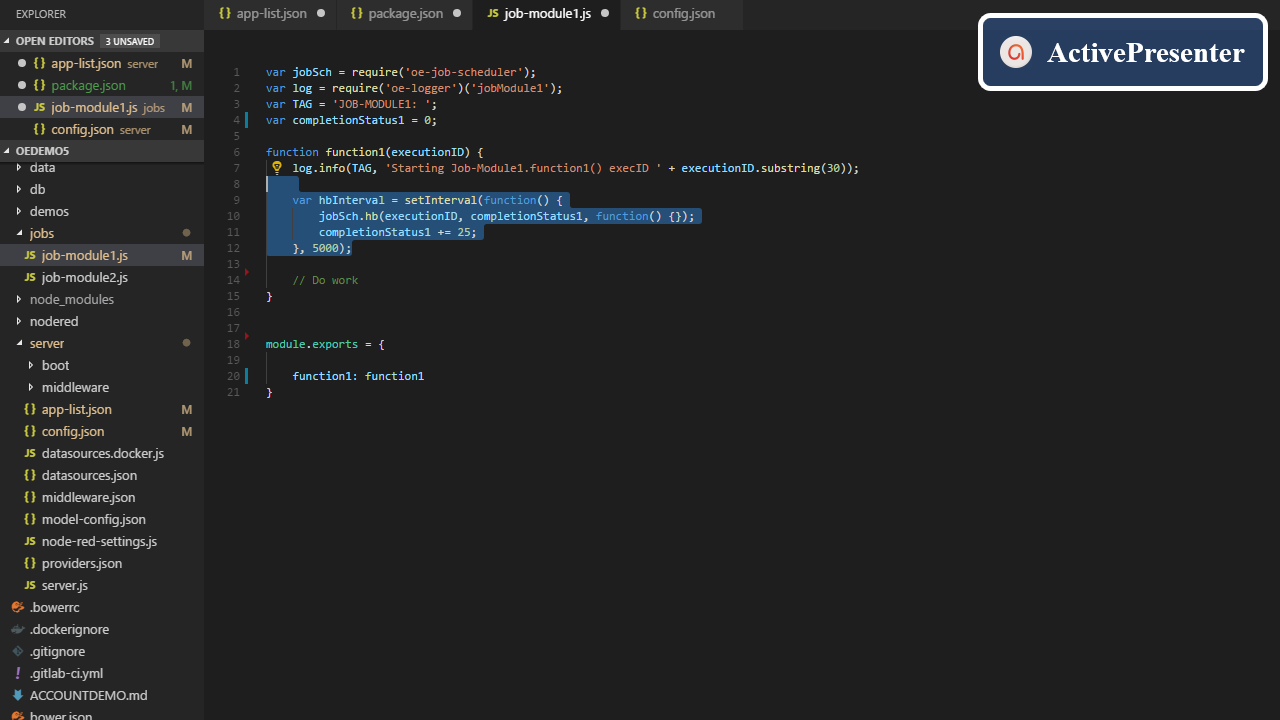 EXPLORER
OPEN EDITORS 3 UNSAVED
{} app-list.json server M
{} package.json 1, M
JS job-module1.js jobs M
{} config.json server M
OEDEMO5
data
db
demos
jobs
JS job-module1.js M
JS job-module2.js
node_modules
nodered
server
boot
middleware
{} app-list.json M
{} config.json M
JS datasources.docker.js
{} datasources.json
{} middleware.json
{} model-config.json
JS node-red-settings.js
{} providers.json
JS server.js
.bowerrc
.dockerignore
.gitignore
! .gitlab-ci.yml
ACCOUNTDEMO.md
bower.json
{} app-list.json
{} package.json
JS job-module1.js
{} config.json
ActivePresenter
1 var jobSch = require('oe-job-scheduler');
2 var log = require('oe-logger')('jobModule1');
3 var TAG = 'JOB-MODULE1: ';
4 var completionStatus1 = 0;
5
6 function function1(executionID) {
7     log.info(TAG, 'Starting Job-Module1.function1() execID ' + executionID.substring(30));
8
9     var hbInterval = setInterval(function() {
10         jobSch.hb(executionID, completionStatus1, function() {});
11         completionStatus1 += 25;
12     }, 5000);
13
14     // Do work
15 }
16
17
18 module.exports = {
19
20     function1: function1
21 }